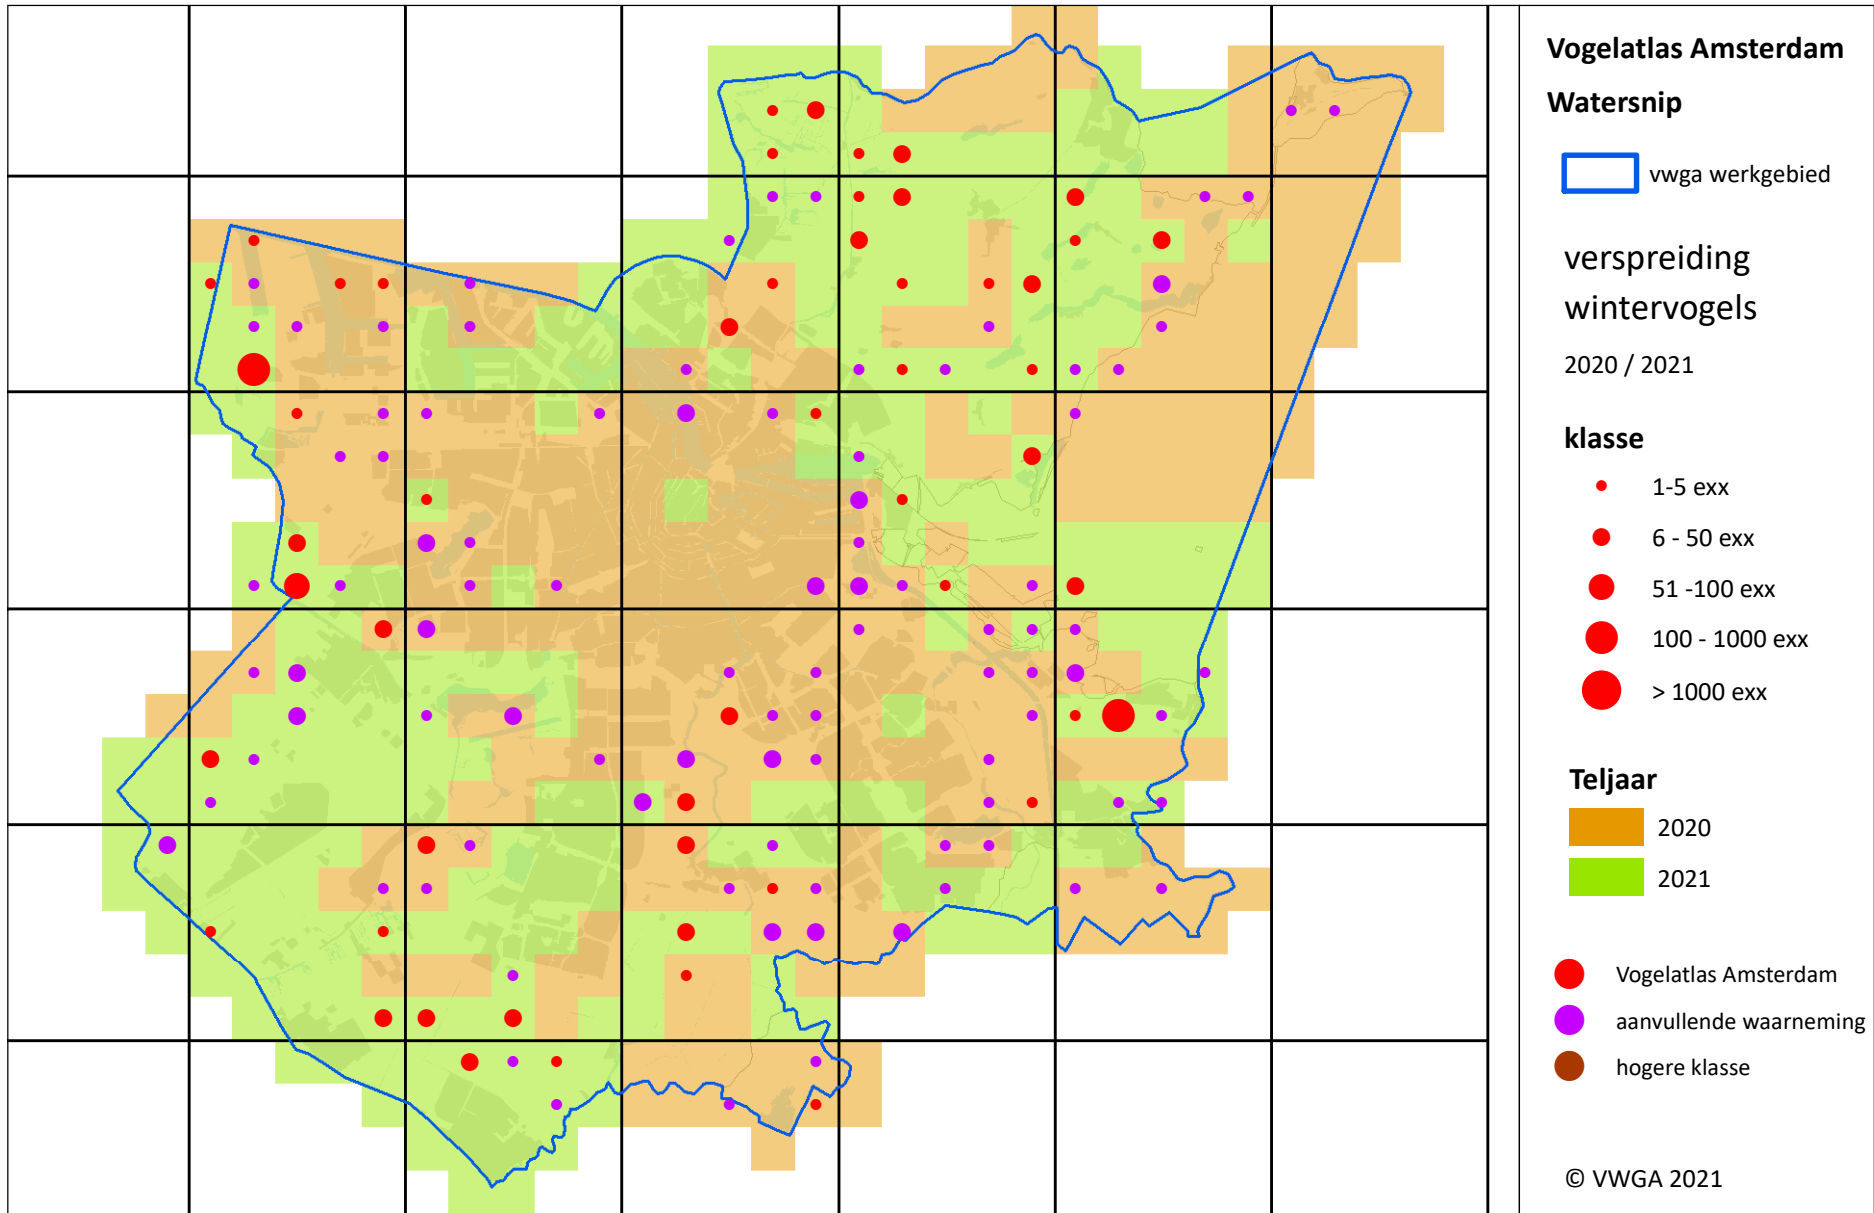 Vogelatlas Amsterdam
Watersnip
vwga werkgebied
verspreiding
wintervogels
2020 / 2021
klasse
1-5 exx
6 - 50 exx
51 -100 exx
100 - 1000 exx
> 1000 exx
Teljaar
2020
2021
Vogelatlas Amsterdam
aanvullende waarneming
hogere klasse
© VWGA 2021